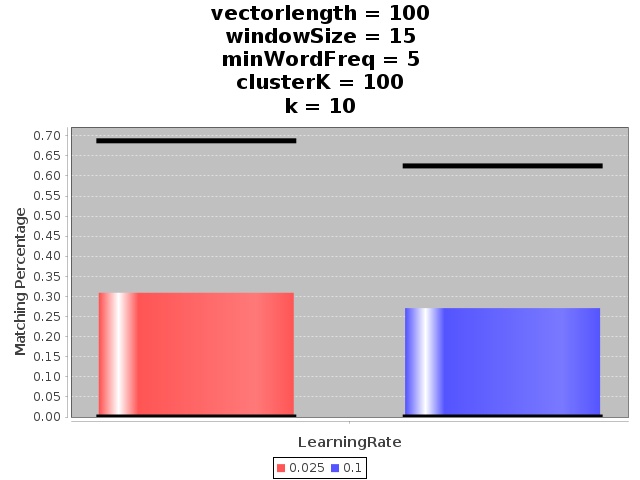 vectorlength = 100
windowSize = 15
minWordFreq = 5
clusterK = 100
k = 10
Matching Percentage
0.70
0.65
0.60
0.55
0.50
0.45
0.40
0.35
0.30
0.25
0.20
0.15
0.10
0.05
0.00
LearningRate
0.025 0.1